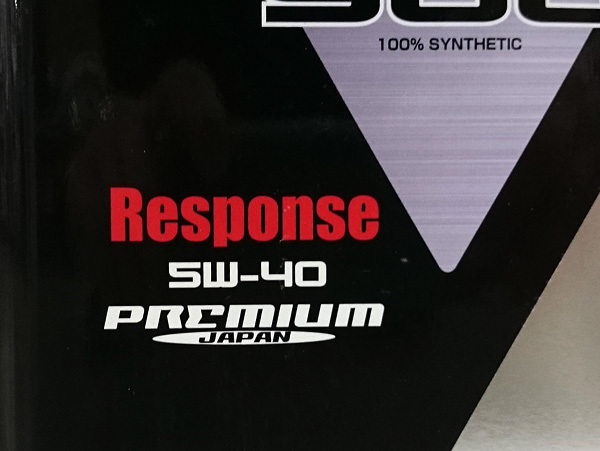 100% SYNTHETIC
Response
5W-40
PREMIUM
JAPAN